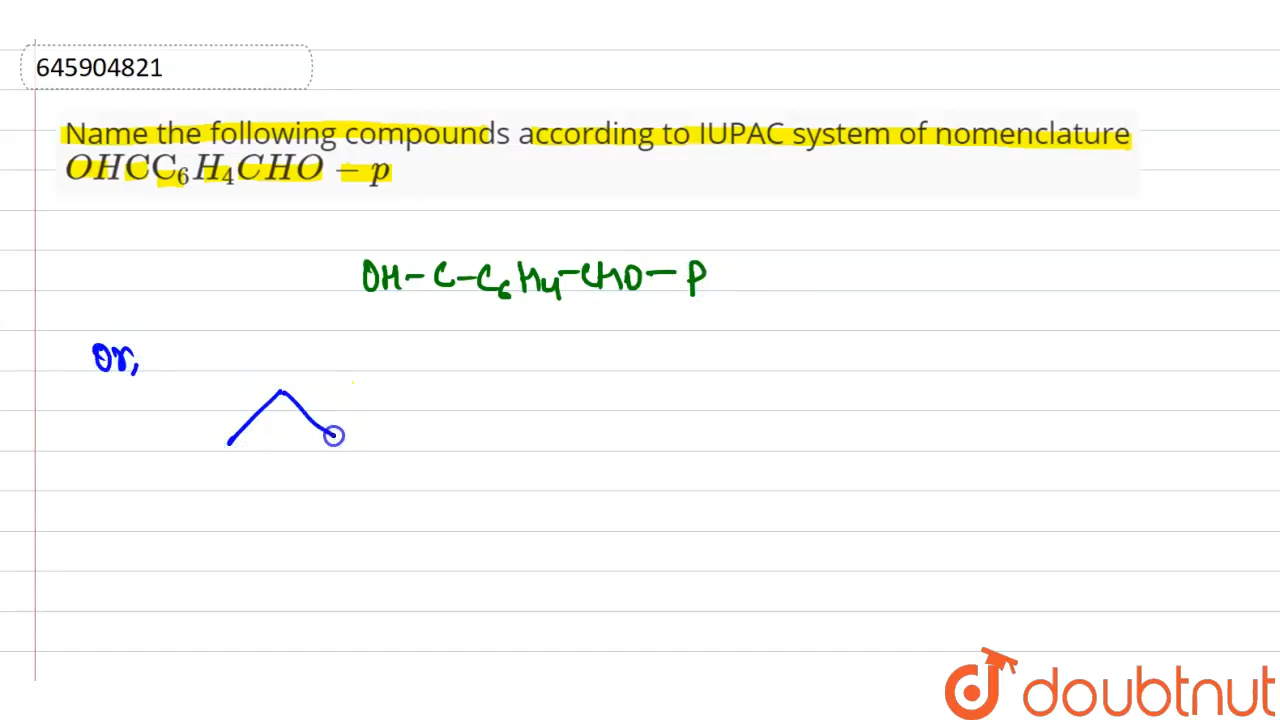 645904821
Name the following compounds according to IUPAC system of nomenclature
OHCC₆H₄CHO − p
OH-C-C₆H₄-CHO-P
Or,
doubtnut